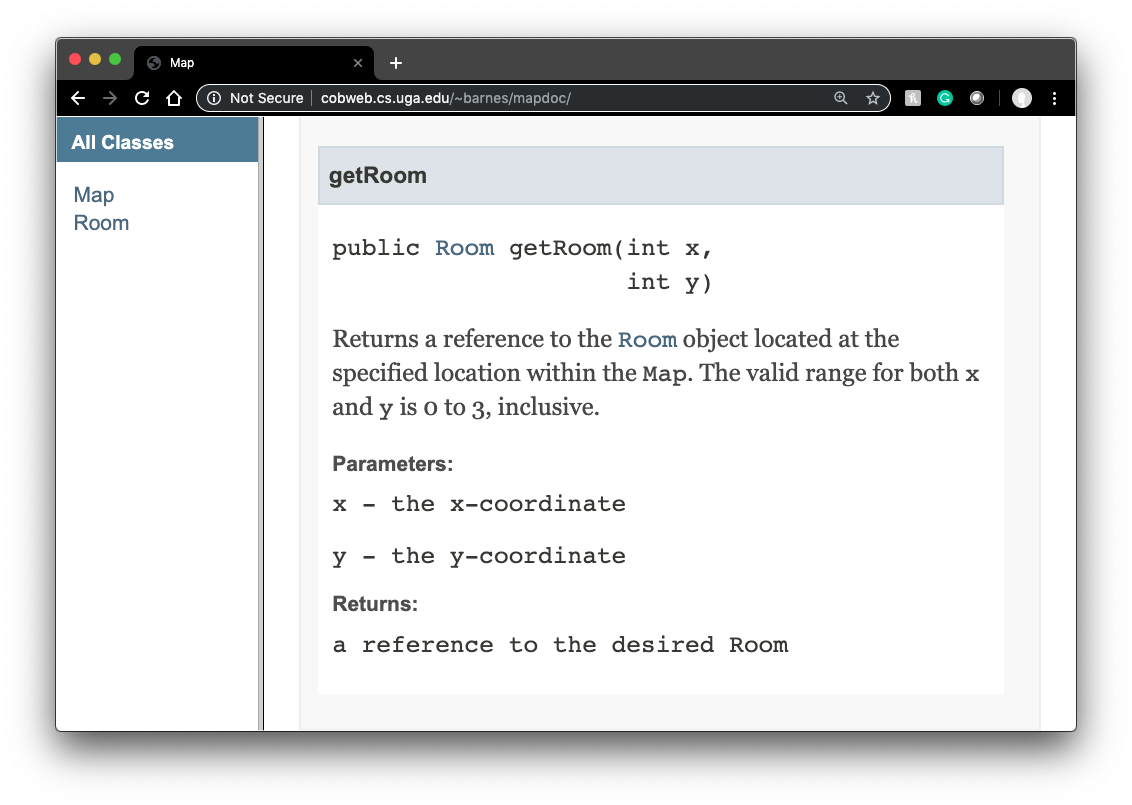 Map
Not Secure
cobweb.cs.uga.edu/~barnes/mapdoc/
All Classes
Map
Room
getRoom
public Room getRoom(int x,
int y)
Returns a reference to the Room object located at the
specified location within the Map. The valid range for both x
and y is 0 to 3, inclusive.
Parameters:
x - the x-coordinate
y - the y-coordinate
Returns:
a reference to the desired Room